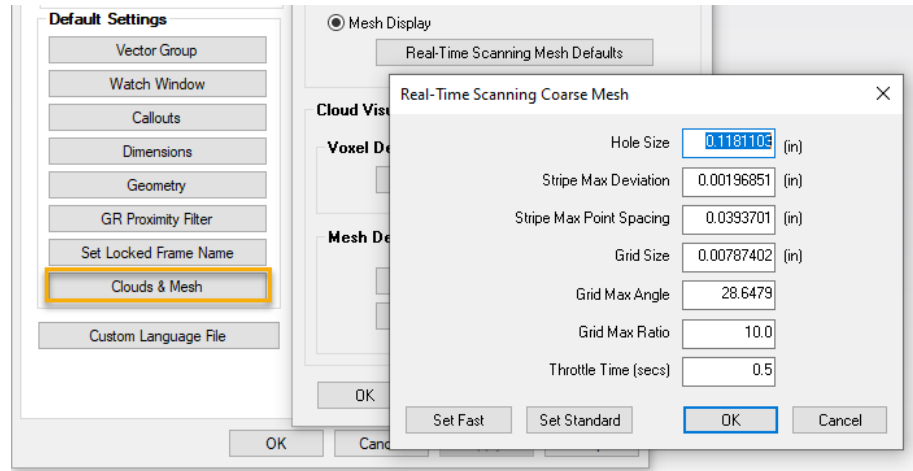 Default Settings
Vector Group
Watch Window
Callouts
Dimensions
Geometry
GR Proximity Filter
Set Locked Frame Name
Clouds & Mesh
Custom Language File
OK
Mesh Display
Real-Time Scanning Mesh Defaults
Cloud Vis
Voxel De
Mesh De
OK
Real-Time Scanning Coarse Mesh
Hole Size 0.1181103 (in)
Stripe Max Deviation 0.00196851 (in)
Stripe Max Point Spacing 0.0393701 (in)
Grid Size 0.00787402 (in)
Grid Max Angle 28.6479
Grid Max Ratio 10.0
Throttle Time (secs) 0.5
Set Fast Set Standard OK Cancel